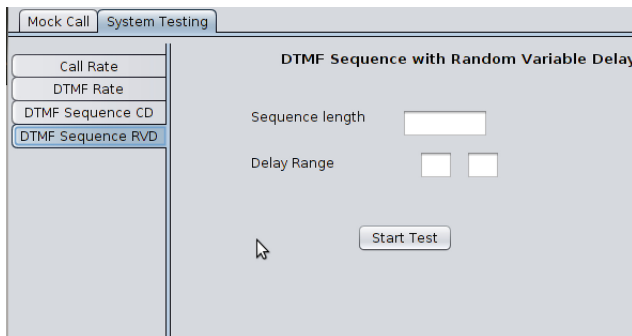 Mock Call System Testing
Call Rate
DTMF Rate
DTMF Sequence CD
DTMF Sequence RVD
DTMF Sequence with Random Variable Delay
Sequence length
Delay Range
Start Test